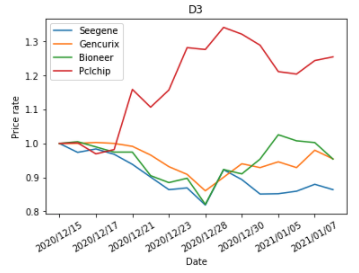 D3
Seegene
Gencurix
Bioneer
Pclchip
Price rate
1.3
1.2
1.1
1.0
0.9
0.8
2020/12/15
2020/12/17
2020/12/21
2020/12/23
2020/12/28
2020/12/30
2021/01/05
2021/01/07
Date